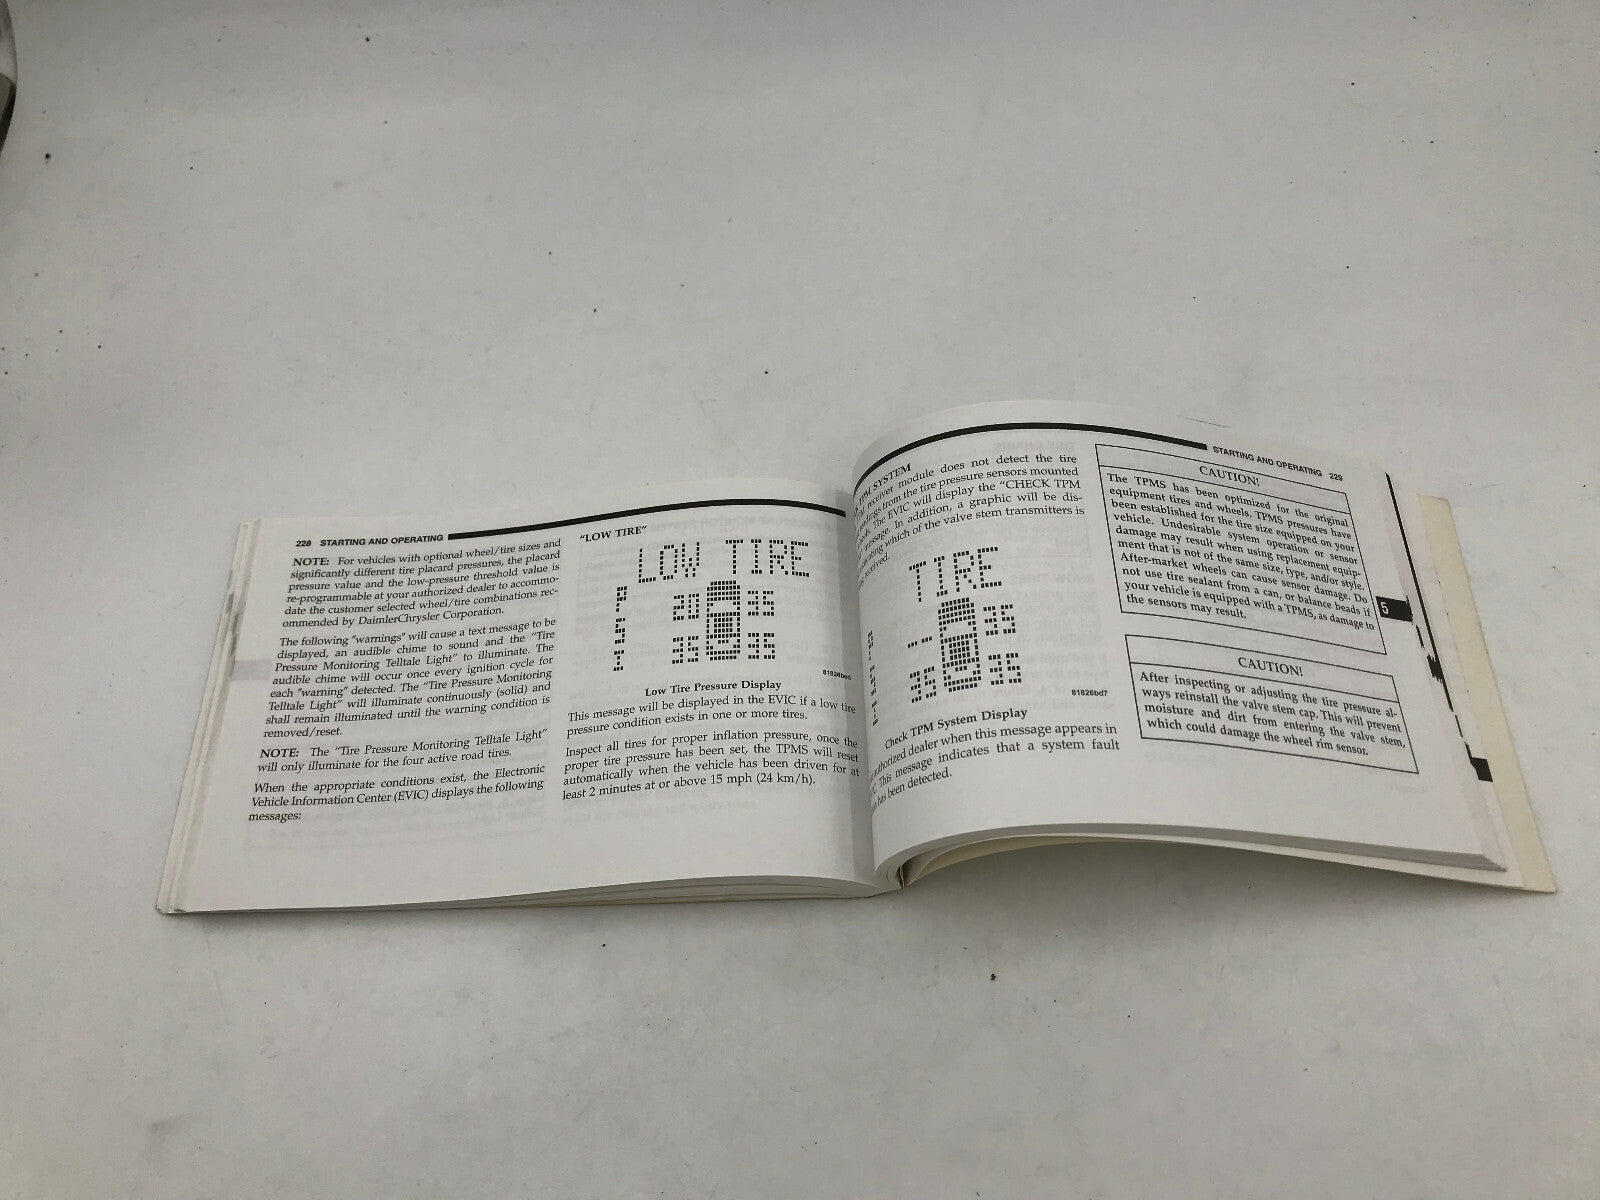 228 STARTING AND OPERATING
NOTE: For vehicles with optional wheel/tire sizes and
significantly different tire placard pressures, the placard
pressure value and the low-pressure threshold value is
re-programmable at your authorized dealer to accommo-
date the customer selected wheel/tire combinations rec-
ommended by DaimlerChrysler Corporation.
The following "warnings" will cause a text message to be
displayed, an audible chime to sound and the "Tire
Pressure Monitoring Telltale Light" to illuminate. The
audible chime will occur once every ignition cycle for
each "warning" detected. The "Tire Pressure Monitoring
Telltale Light" will illuminate continuously (solid) and
shall remain illuminated until the warning condition is
removed/reset.
NOTE: The "Tire Pressure Monitoring Telltale Light"
will only illuminate for the four active road tires.
When the appropriate conditions exist, the Electronic
Vehicle Information Center (EVIC) displays the following
messages:
"LOW TIRE"
LOW TIRE
P
S
I
20 35
35 35
81826bed
Low Tire Pressure Display
This message will be displayed in the EVIC if a low tire
pressure condition exists in one or more tires.
Inspect all tires for proper inflation pressure, once the
proper tire pressure has been set, the TPMS will reset
automatically when the vehicle has been driven for at
least 2 minutes at or above 15 mph (24 km/h).
STARTING AND OPERATING 229
TPM SYSTEM
receiver module does not detect the tire
from the tire pressure sensors mounted
The EVIC will display the "CHECK TPM
message. In addition, a graphic will be dis-
which of the valve stem transmitters is
received.
TIRE
-- 35
35 35
81826bd7
Check TPM System Display
authorized dealer when this message appears in
This message indicates that a system fault
has been detected.
CAUTION!
The TPMS has been optimized for the original
equipment tires and wheels. TPMS pressures have
been established for the tire size equipped on your
vehicle. Undesirable system operation or sensor
damage may result when using replacement equip-
ment that is not of the same size, type, and/or style.
After-market wheels can cause sensor damage. Do
not use tire sealant from a can, or balance beads if
your vehicle is equipped with a TPMS, as damage to
the sensors may result.
5
CAUTION!
After inspecting or adjusting the tire pressure al-
ways reinstall the valve stem cap. This will prevent
moisture and dirt from entering the valve stem,
which could damage the wheel rim sensor.